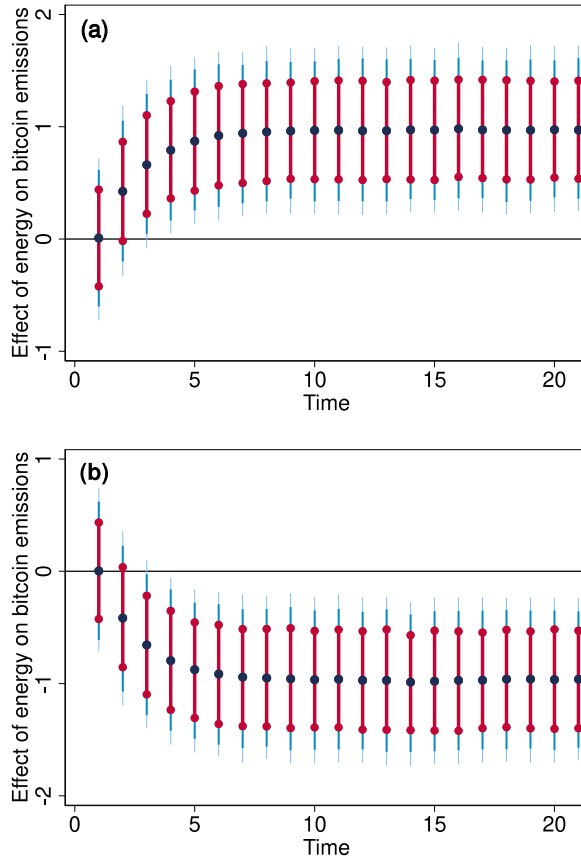 (a)
Effect of energy on bitcoin emissions
2
1
0
-1
0 5 10 15 20
Time
(b)
Effect of energy on bitcoin emissions
1
0
-1
-2
0 5 10 15 20
Time